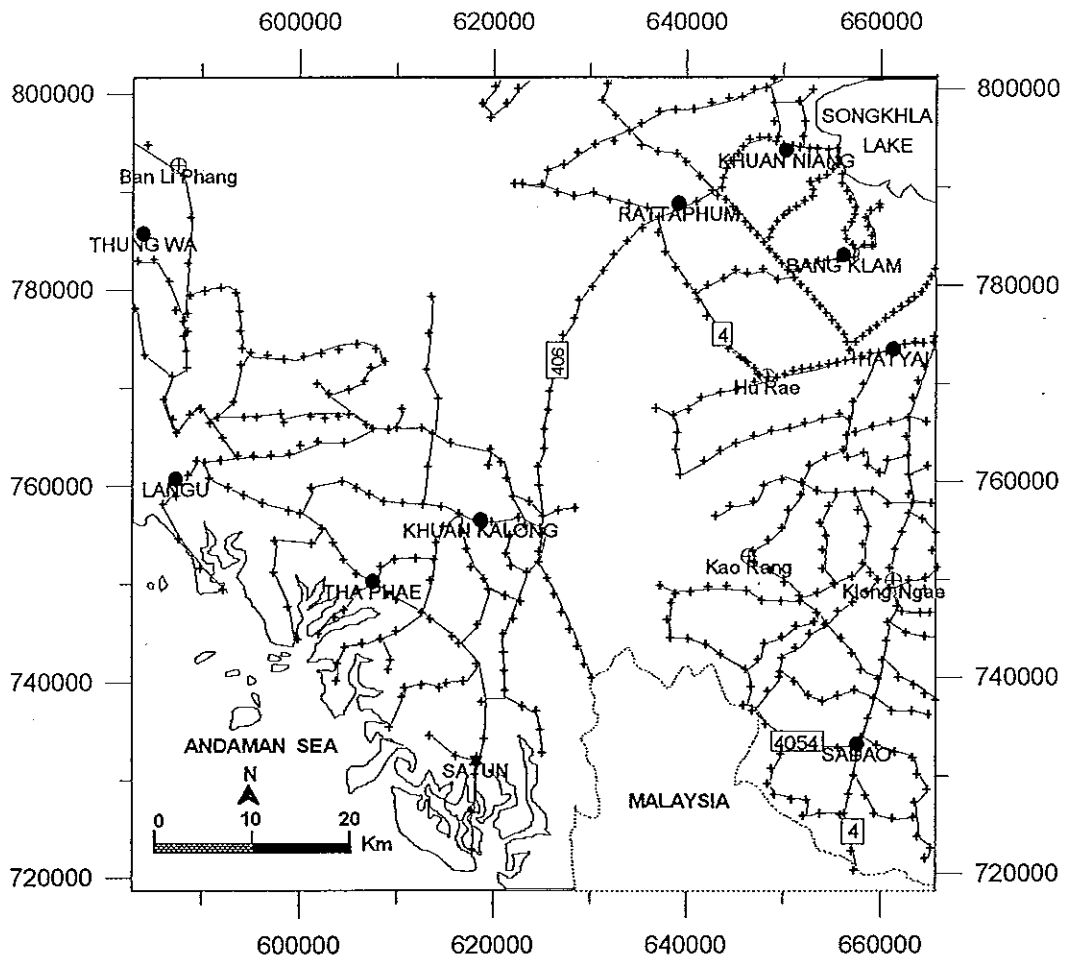 600000 620000 640000 660000
800000 800000
SONGKHLA
LAKE
KHUAN NIANG
Ban Li Phang
RATTAPHUM
THUNG WA
BANG KLAM
780000 780000
4
406
HATYAI
Hu Rae
760000 760000
LANGU
KHUAN KALONG
Kao Rang
Klong Ngae
THA PHAE
740000 740000
ANDAMAN SEA
4054
SADAO
SATUN
N
MALAYSIA
0 10 20
Km
4
720000 720000
600000 620000 640000 660000